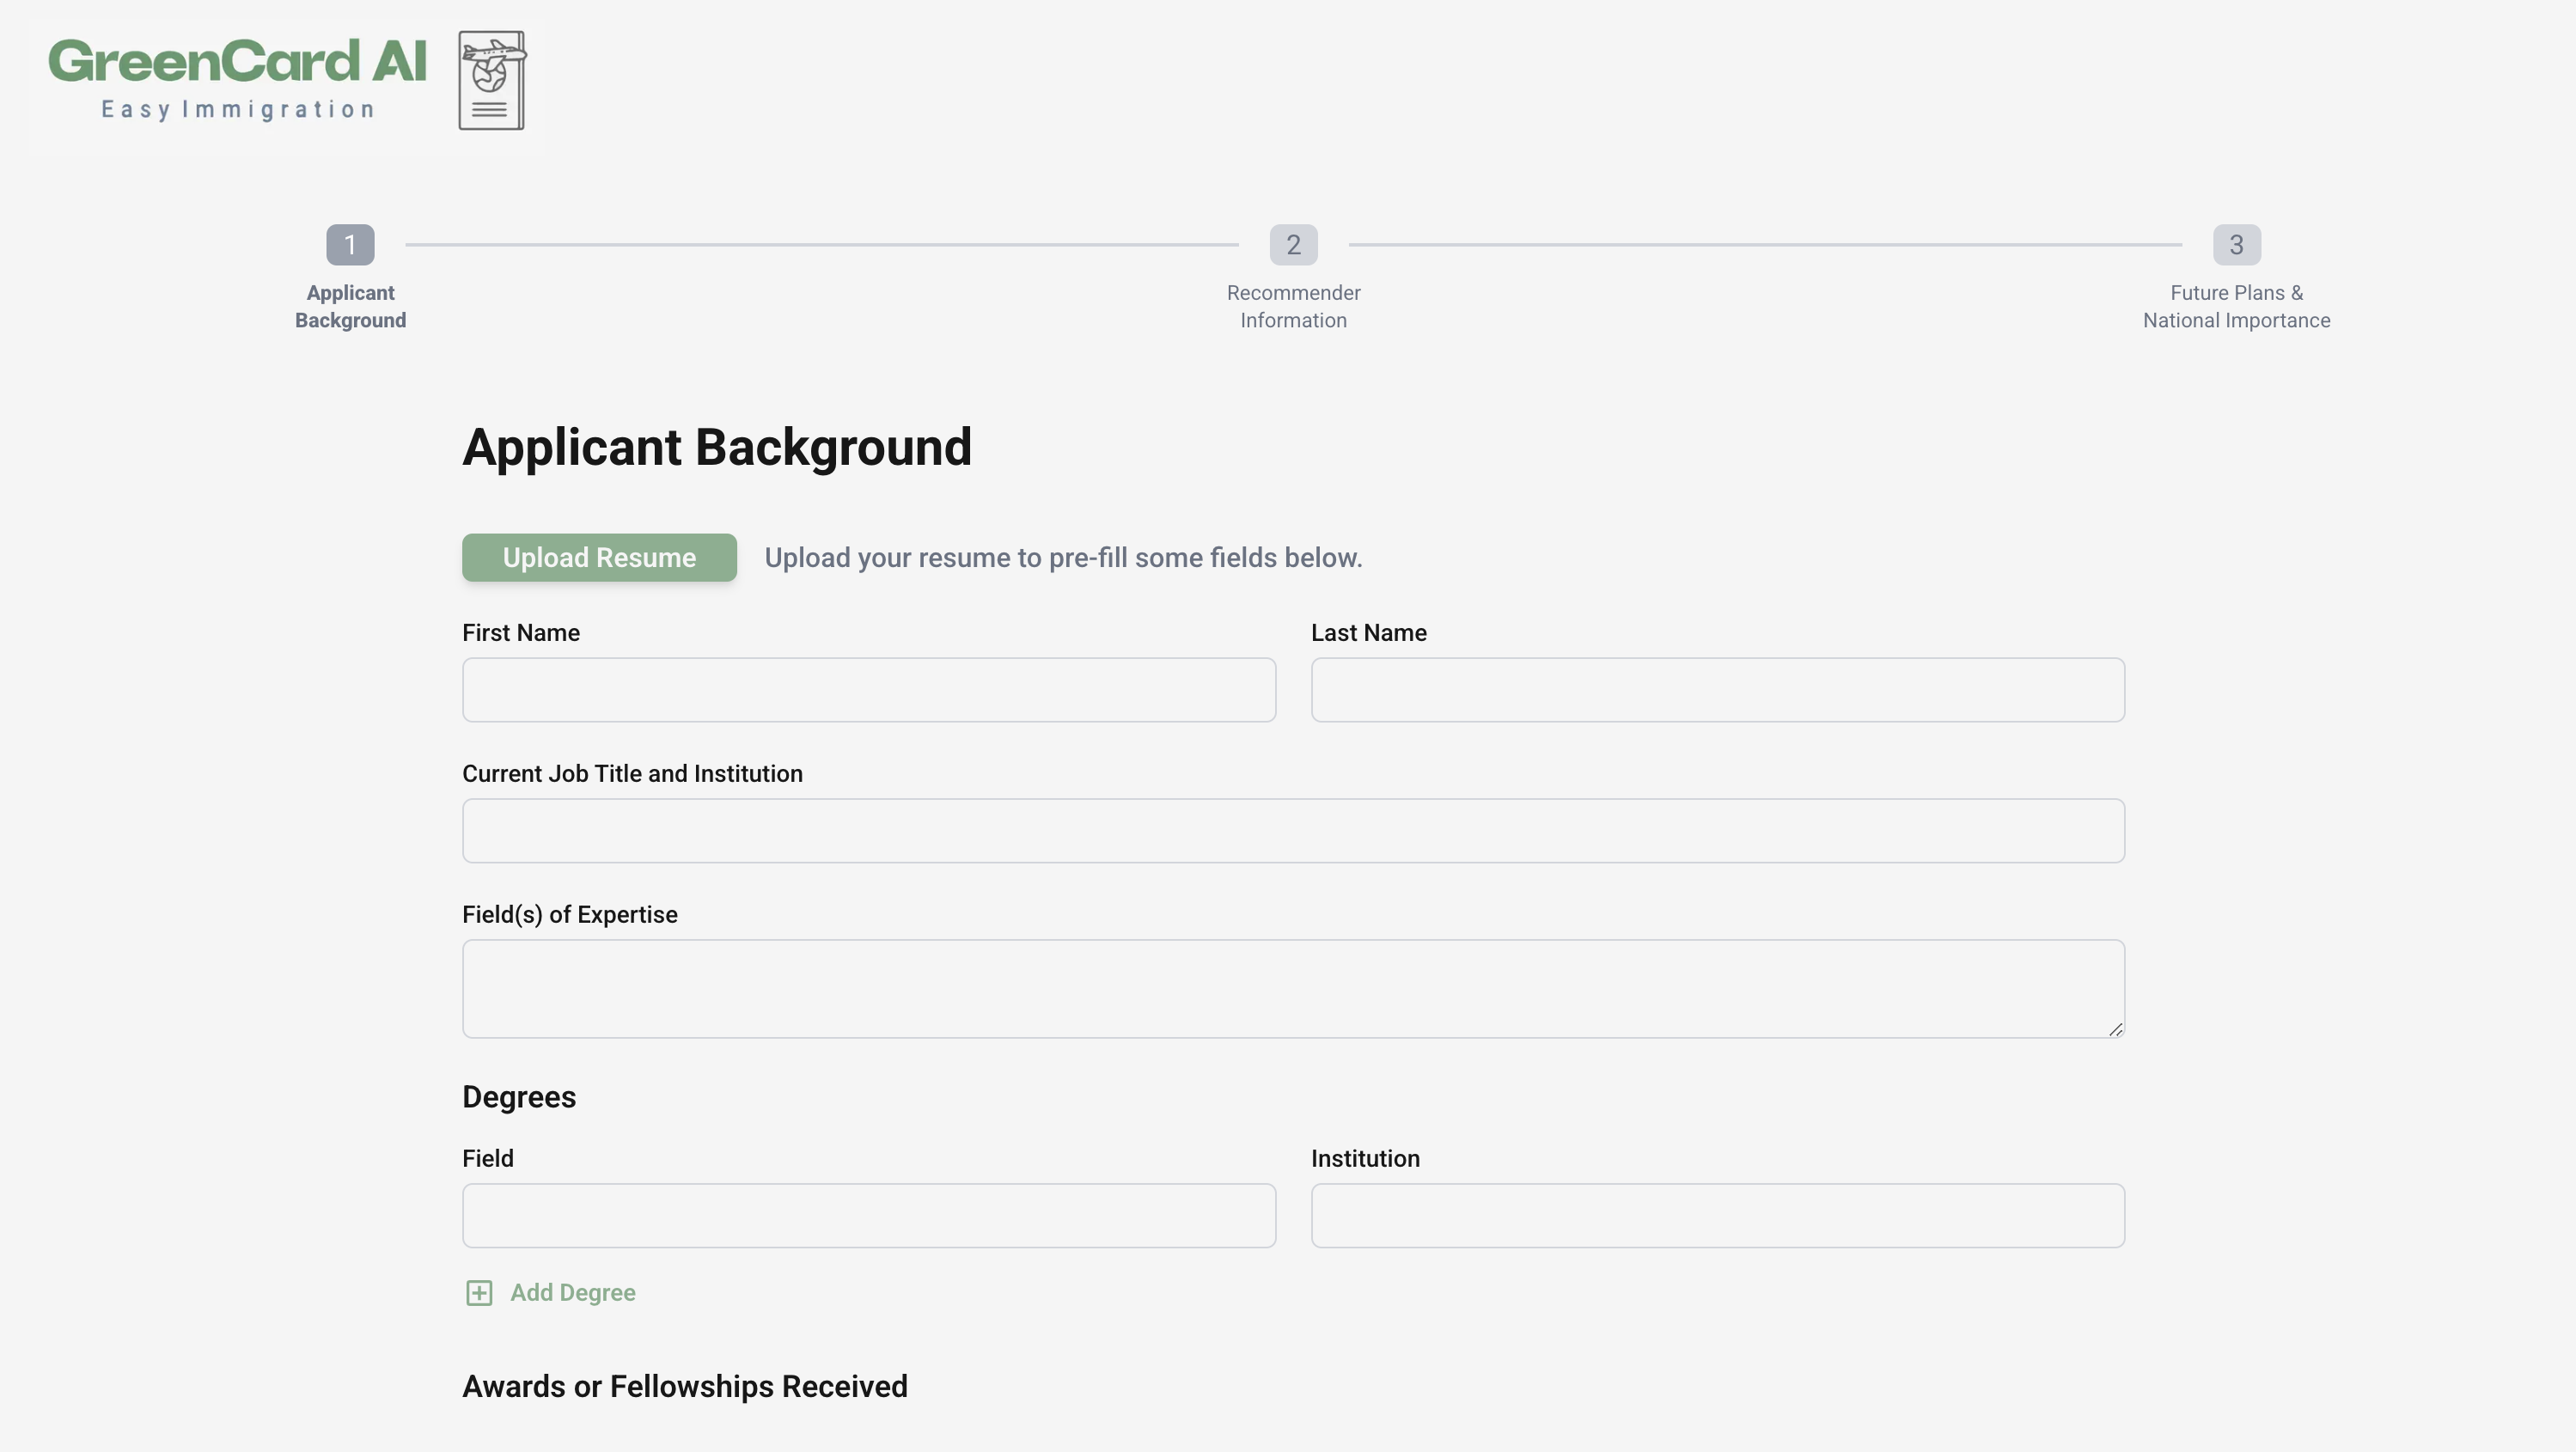 GreenCard AI
Easy Immigration
1
2
3
Applicant
Background
Recommender
Information
Future Plans &
National Importance
Applicant Background
Upload Resume
Upload your resume to pre-fill some fields below.
First Name
Last Name
Current Job Title and Institution
Field(s) of Expertise
Degrees
Field
Institution
Add Degree
Awards or Fellowships Received